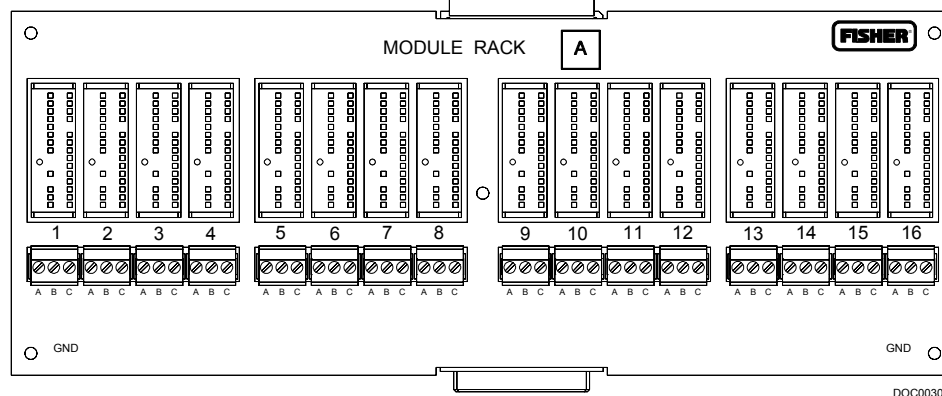 MODULE RACK A
FISHER
1 2 3 4 5 6 7 8 9 10 11 12 13 14 15 16
A B C A B C A B C A B C A B C A B C A B C A B C A B C A B C A B C A B C A B C A B C A B C A B C
GND GND
DOC0030